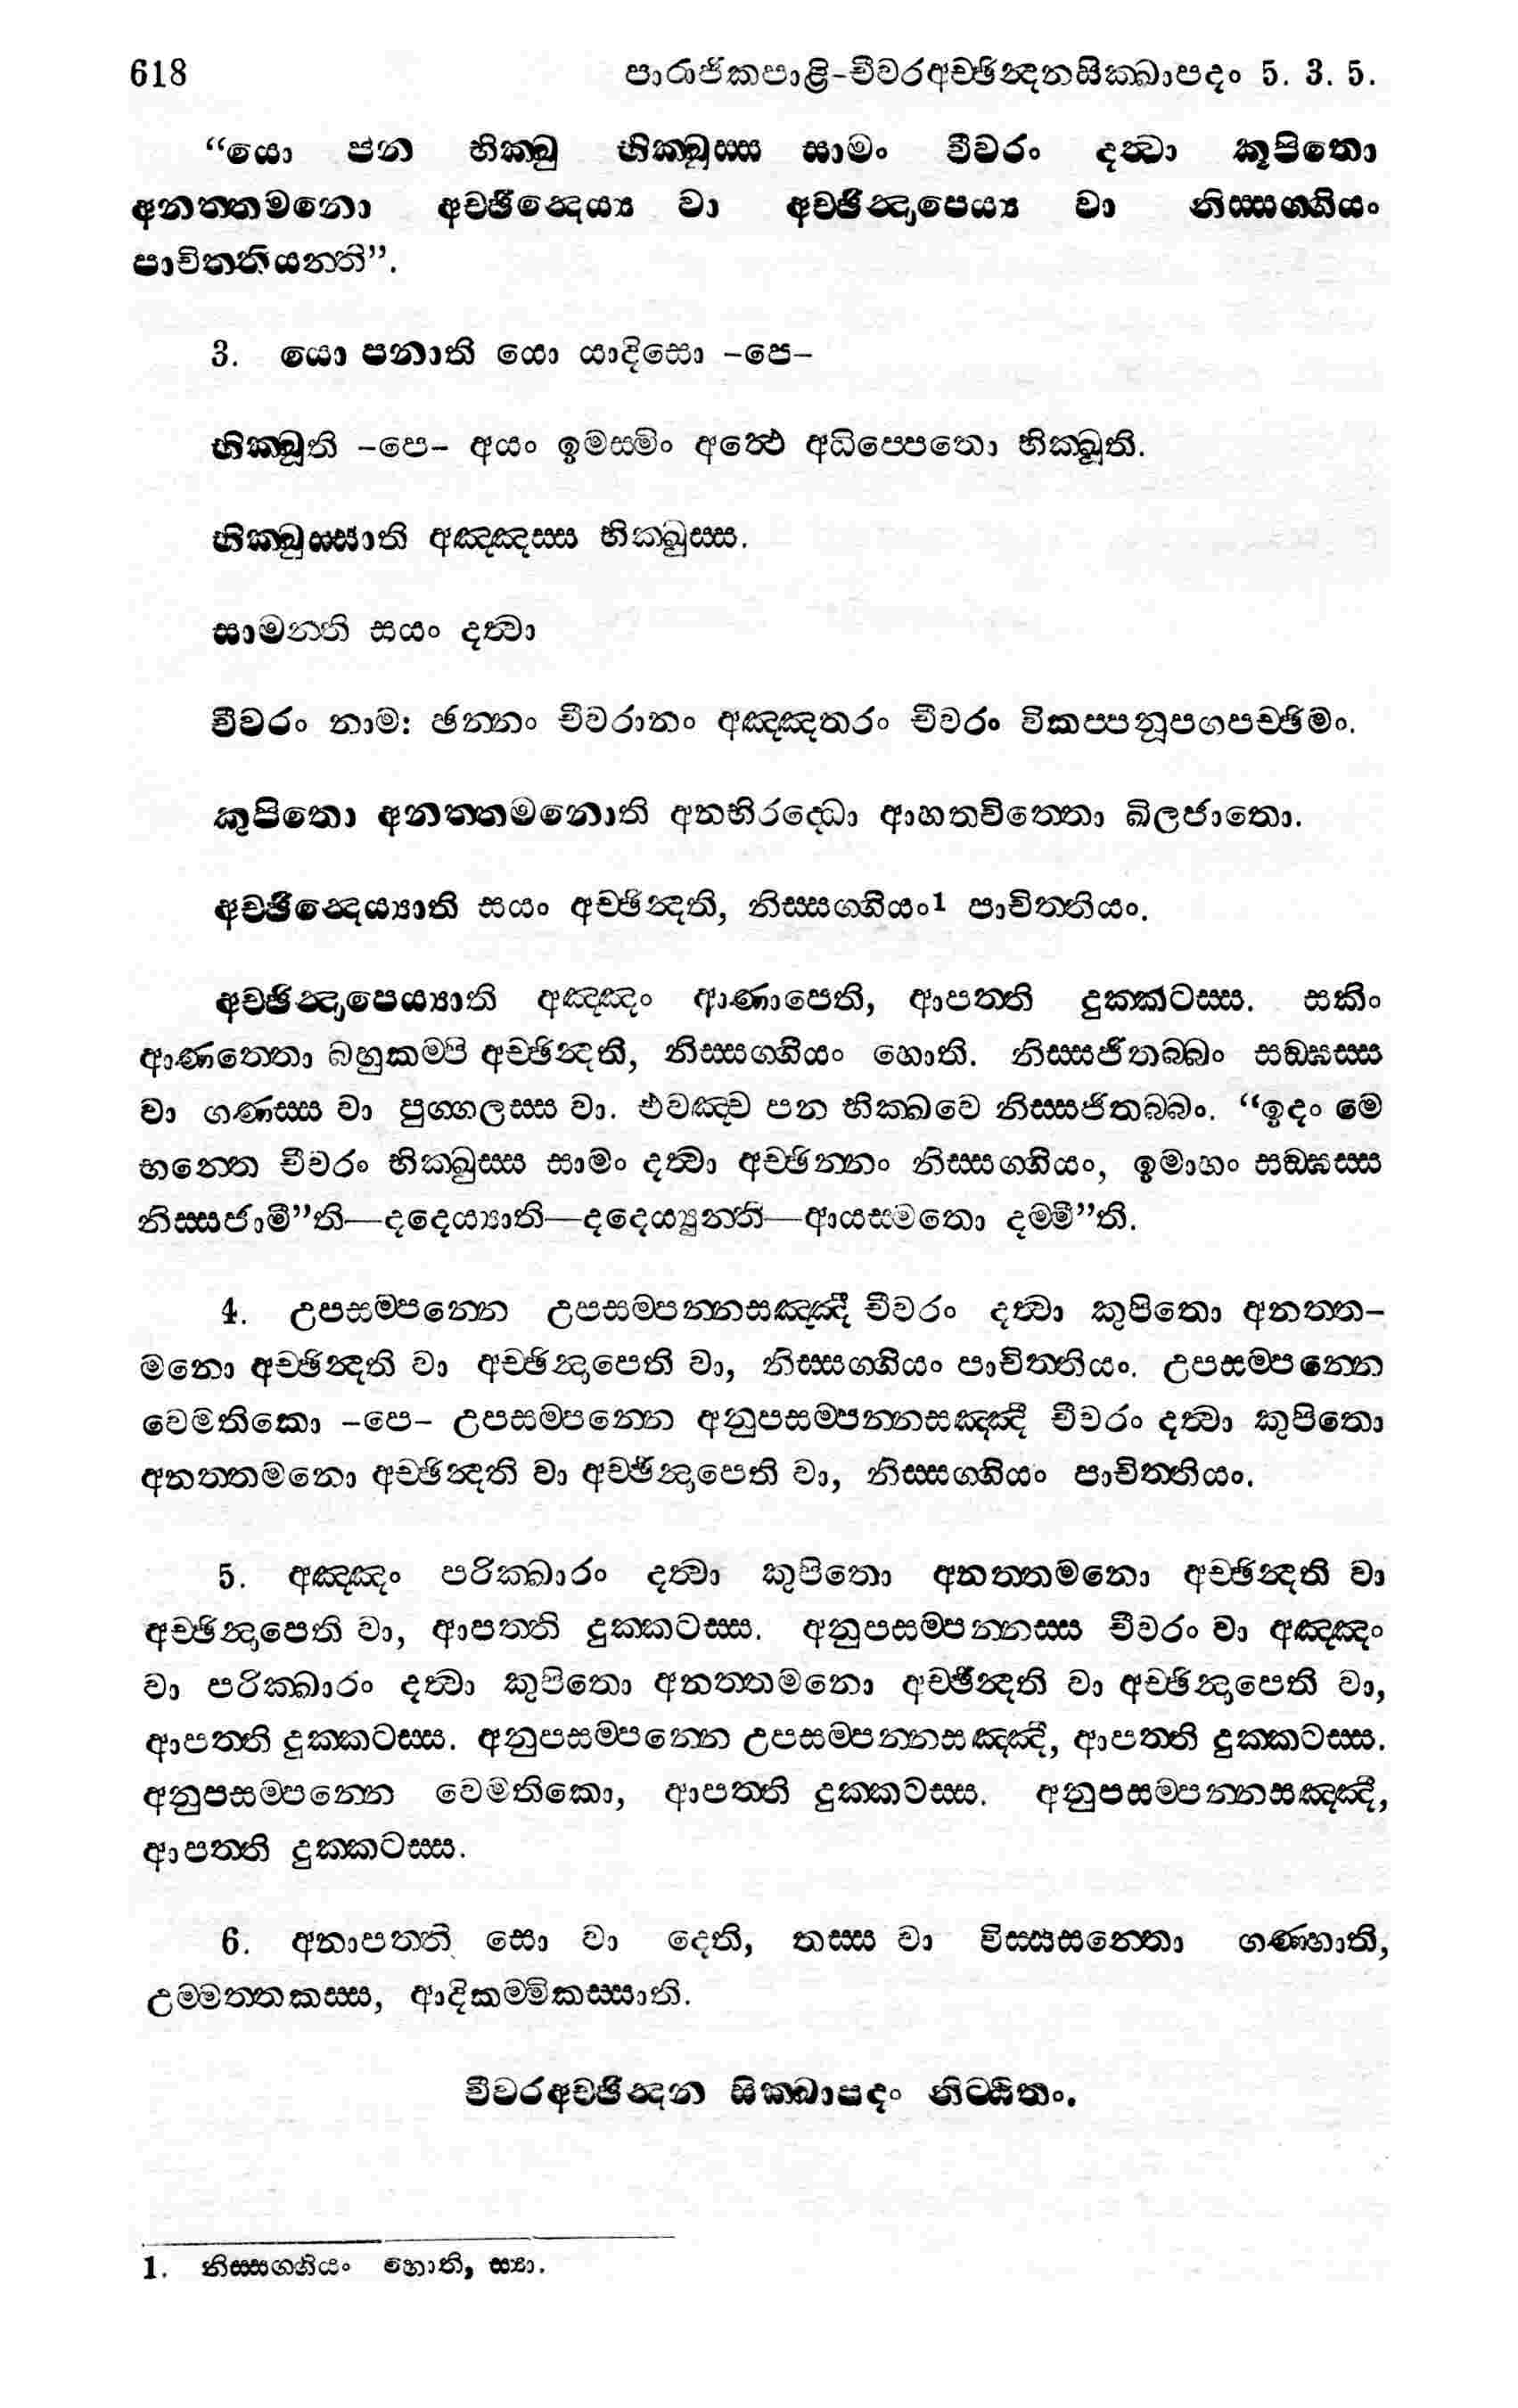 618 පාරාජිකපාළි-චීවරඅච්ඡින්දනසික්ඛාපදං 5. 3. 5.
“යො පන භික්ඛු භික්ඛුස්ස සාමං චීවරං දත්වා කුපිතො
අනත්තමනො අච්ඡින්දෙය්‍ය වා අච්ඡින්දාපෙය්‍ය වා නිස්සග්ගියං
පාචිත්තියන්ති”.
3. යො පනාති යො යාදිසො -පෙ-
භික්ඛූති -පෙ- අයං ඉමස්මිං අත්ථෙ අධිප්පෙතො භික්ඛූති.
භික්ඛුස්සාති අඤ්ඤස්ස භික්ඛුස්ස.
සාමන්ති සයං දත්වා
චීවරං නාම: ඡන්නං චීවරානං අඤ්ඤතරං චීවරං විකප්පනූපගපච්ඡිමං.
කුපිතො අනත්තමනොති අනභිරද්ධො ආහතචිත්තො ඛිලජාතො.
අච්ඡින්දෙය්‍යාති සයං අච්ඡින්දති, නිස්සග්ගියං1 පාචිත්තියං.
අච්ඡින්දාපෙය්‍යාති අඤ්ඤං ආණාපෙති, ආපත්ති දුක්කටස්ස. සකිං
ආණත්තො බහුකම්පි අච්ඡින්දති, නිස්සග්ගියං හොති. නිස්සජිතබ්බං සඞ්ඝස්ස
වා ගණස්ස වා පුග්ගලස්ස වා. එවඤ්ච පන භික්ඛවෙ නිස්සජිතබ්බං. “ඉදං මෙ
භන්තෙ චීවරං භික්ඛුස්ස සාමං දත්වා අච්ඡින්නං නිස්සග්ගියං, ඉමාහං සඞ්ඝස්ස
නිස්සජාමී”ති—දදෙය්‍යාති—දදෙය්‍යුන්ති—ආයස්මතො දම්මී”ති.
4. උපසම්පන්නෙ උපසම්පන්නසඤ්ඤී චීවරං දත්වා කුපිතො අනත්ත-
මනො අච්ඡින්දති වා අච්ඡින්දාපෙති වා, නිස්සග්ගියං පාචිත්තියං. උපසම්පන්නෙ
වෙමතිකො -පෙ- උපසම්පන්නෙ අනුපසම්පන්නසඤ්ඤී චීවරං දත්වා කුපිතො
අනත්තමනො අච්ඡින්දති වා අච්ඡින්දාපෙති වා, නිස්සග්ගියං පාචිත්තියං.
5. අඤ්ඤං පරික්ඛාරං දත්වා කුපිතො අනත්තමනො අච්ඡින්දති වා
අච්ඡින්දාපෙති වා, ආපත්ති දුක්කටස්ස. අනුපසම්පන්නස්ස චීවරං වා අඤ්ඤං
වා පරික්ඛාරං දත්වා කුපිතො අනත්තමනො අච්ඡින්දති වා අච්ඡින්දාපෙති වා,
ආපත්ති දුක්කටස්ස. අනුපසම්පන්නෙ උපසම්පන්නසඤ්ඤී, ආපත්ති දුක්කටස්ස.
අනුපසම්පන්නෙ වෙමතිකො, ආපත්ති දුක්කටස්ස. අනුපසම්පන්නසඤ්ඤී,
ආපත්ති දුක්කටස්ස.
6. අනාපත්ති සො වා දෙති, තස්ස වා විස්සසන්තො ගණ්හාති,
උම්මත්තකස්ස, ආදිකම්මිකස්සාති.
චීවරඅච්ඡින්දන සික්ඛාපදං නිට්ඨිතං.
1. නිස්සග්ගියං හොති, ස්‍යා.